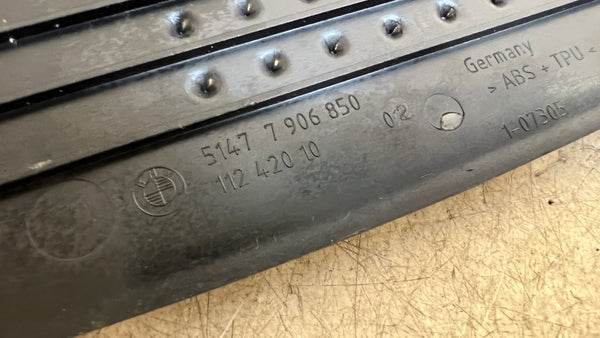 Germany
> ABS + TPU <
5147 7 906 850
02
1-07305
112 420 10